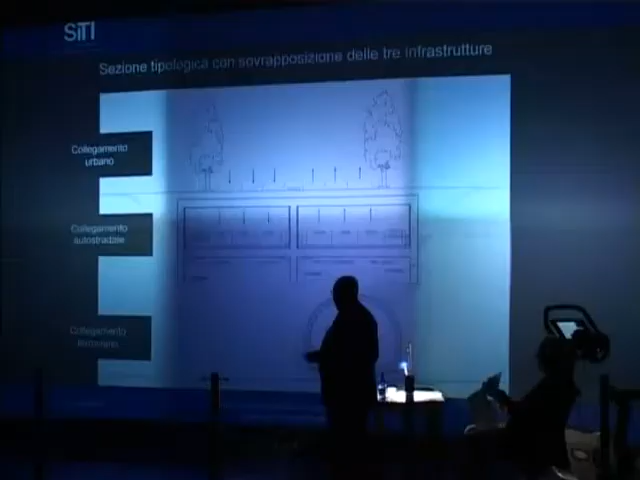 SiTI
Sezione tipologica con sovrapposizione delle tre infrastrutture
Collegamento
urbano
Collegamento
autostradale
Collegamento